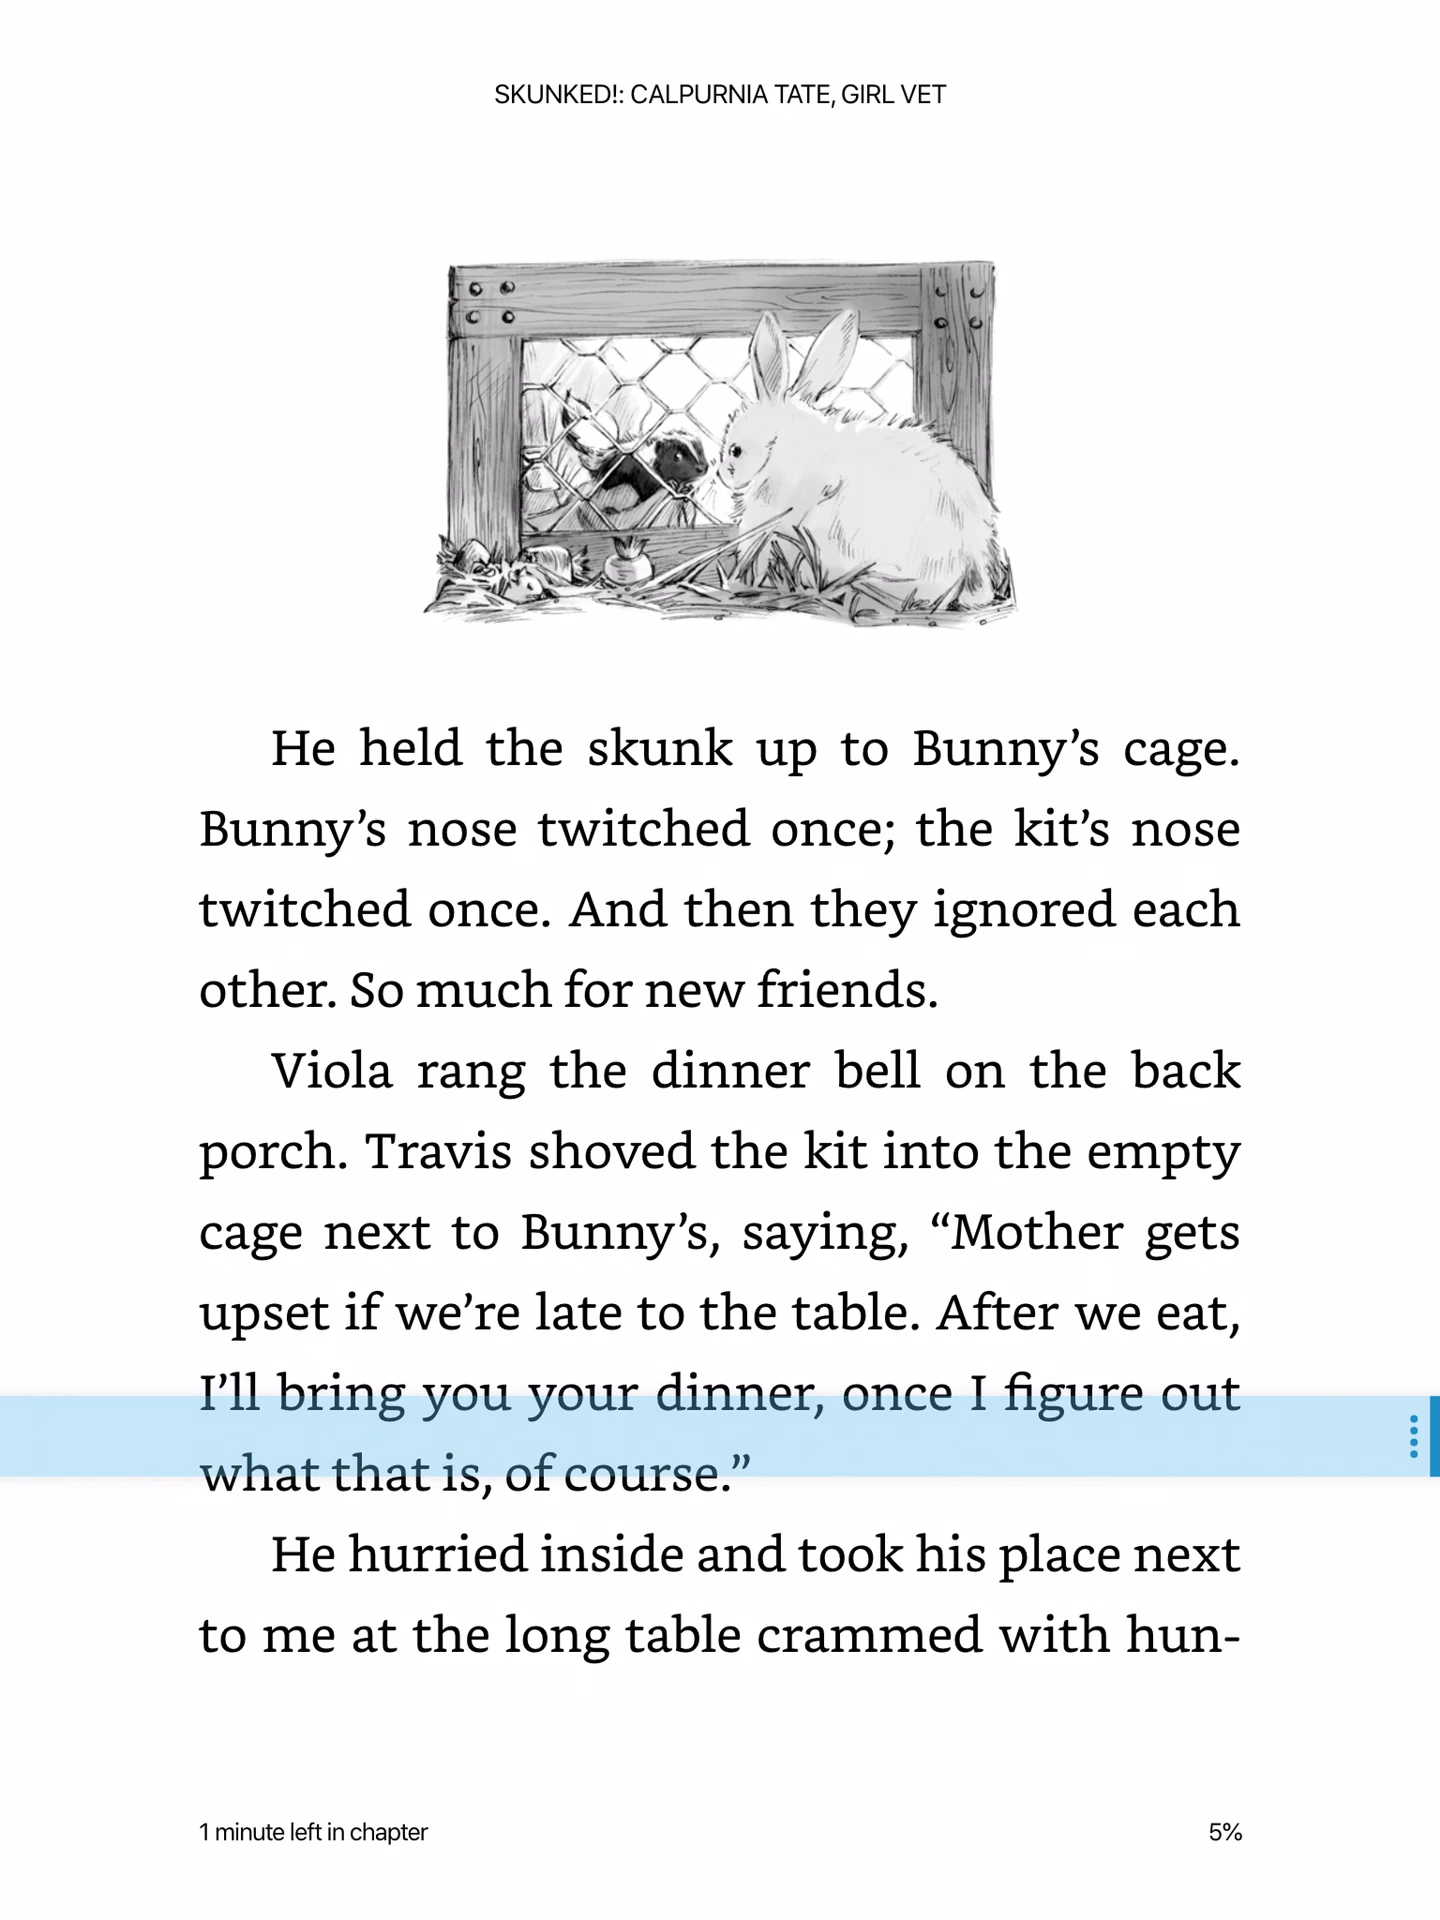 SKUNKED!: CALPURNIA TATE, GIRL VET
He held the skunk up to Bunny’s cage.
Bunny’s nose twitched once; the kit’s nose
twitched once. And then they ignored each
other. So much for new friends.
Viola rang the dinner bell on the back
porch. Travis shoved the kit into the empty
cage next to Bunny’s, saying, “Mother gets
upset if we’re late to the table. After we eat,
I’ll bring you your dinner, once I figure out
what that is, of course.”
He hurried inside and took his place next
to me at the long table crammed with hun-
1 minute left in chapter
5%